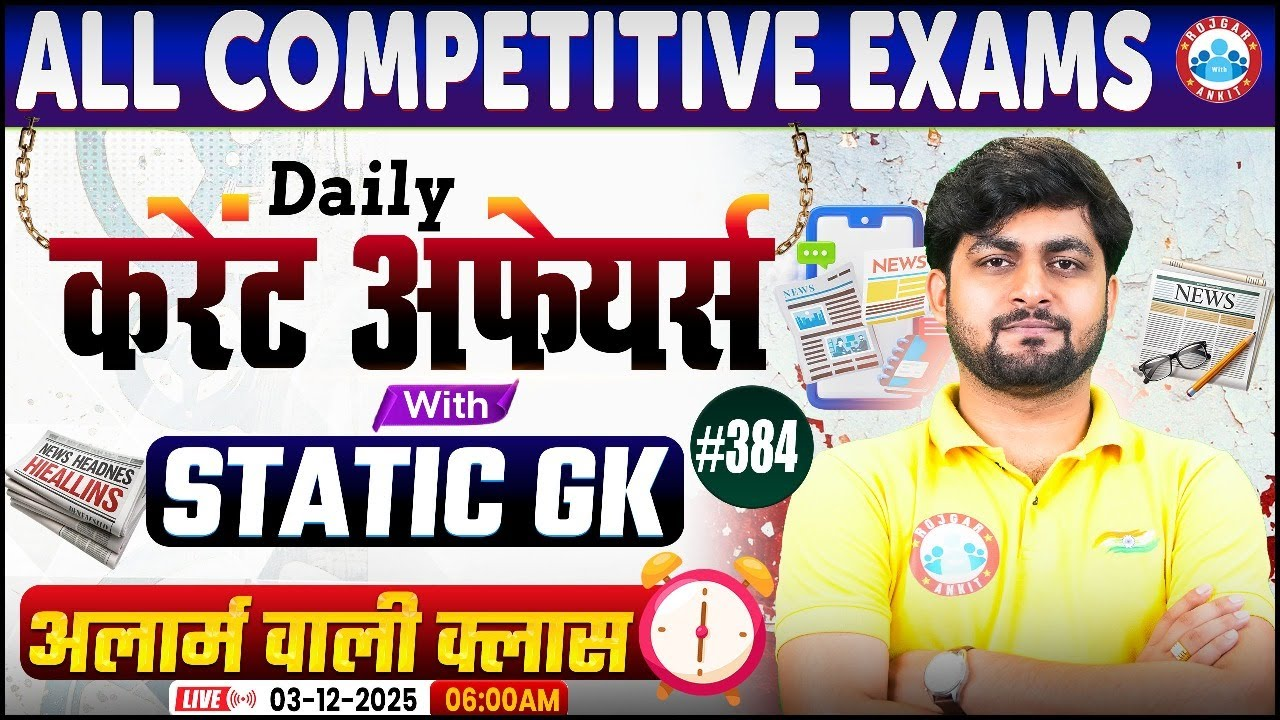 ALL COMPETITIVE EXAMS
ROJGAR
With
ANKIT
Daily
करेंट अफेयर्स
With
STATIC GK
#384
NEWS
NEWS
NEWS
NEWS HEADNES
HIEALLINS
ROJGAR
ANKIT
अलार्म वाली क्लास
LIVE 03-12-2025 06:00AM